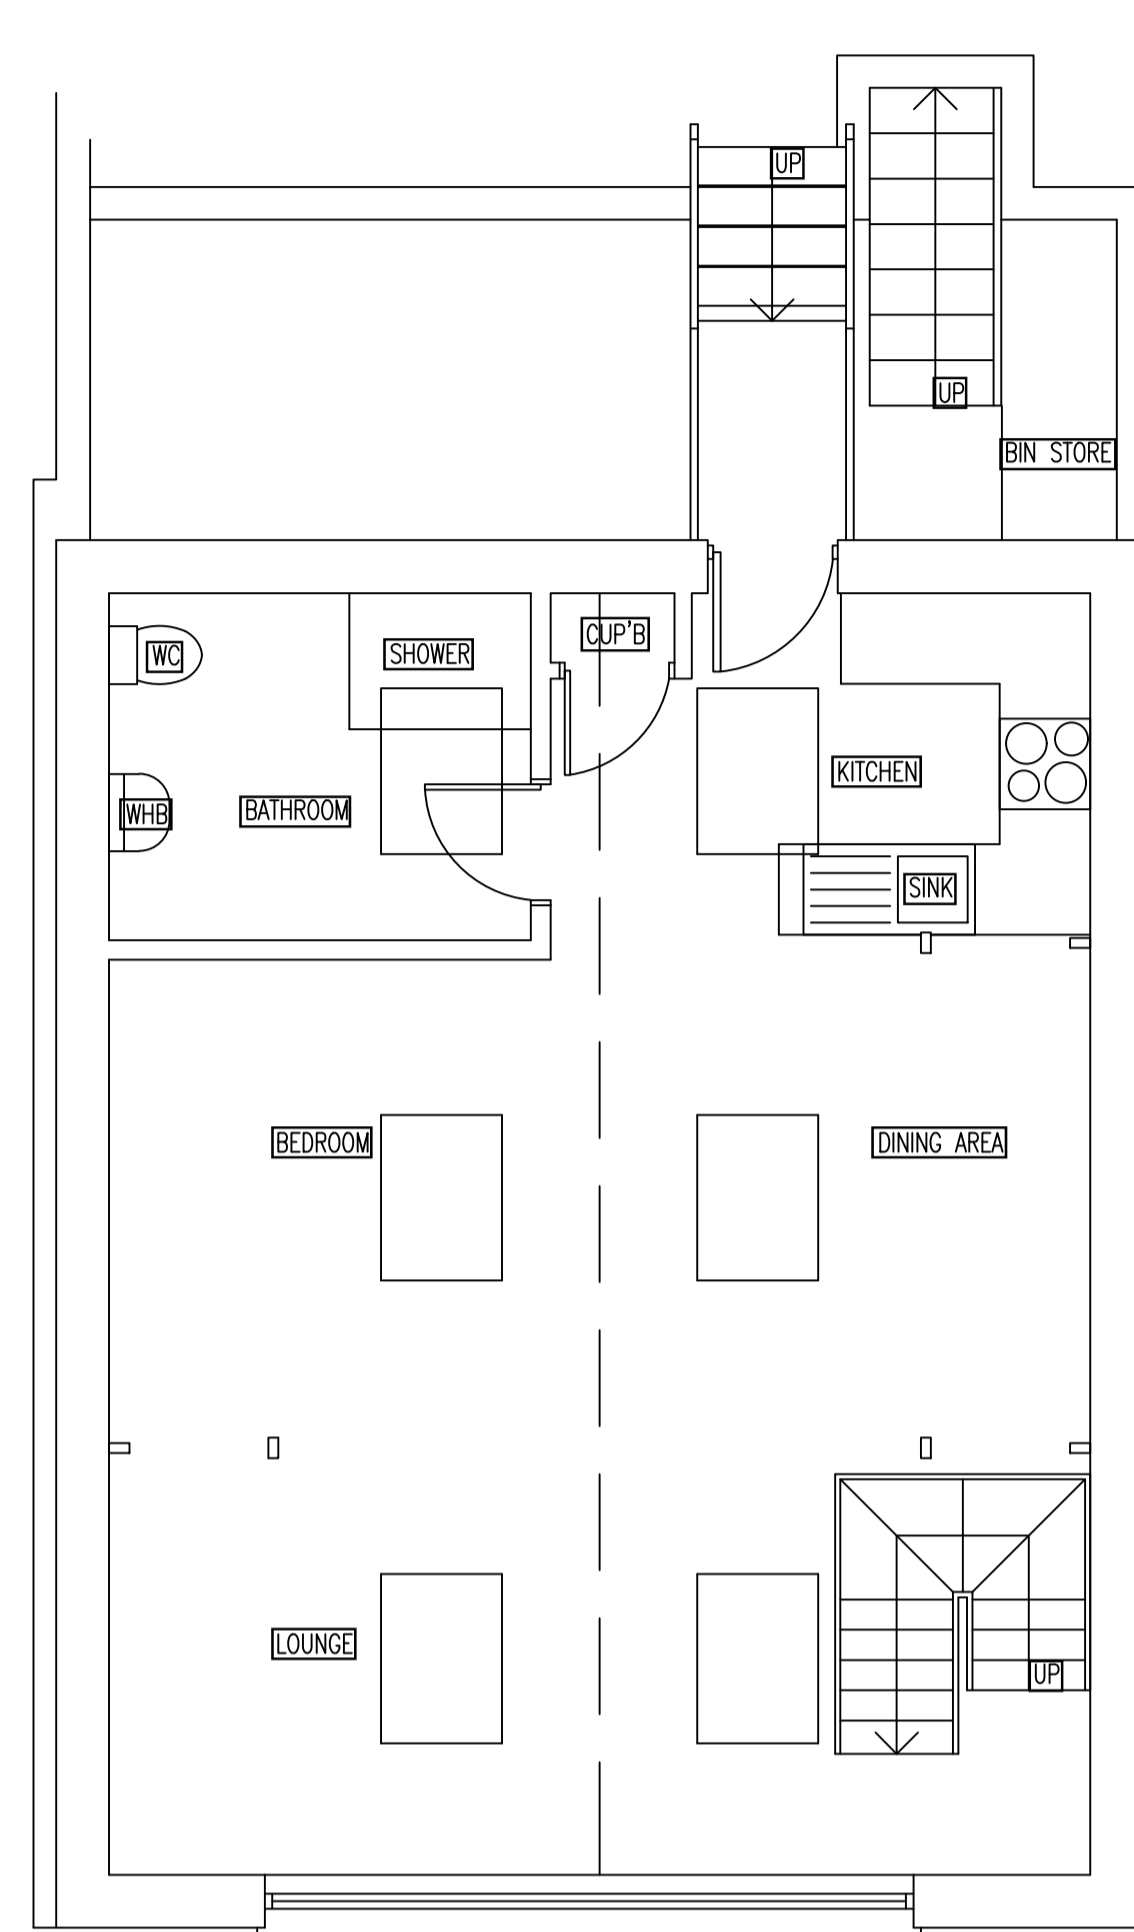 UP
UP
BIN STORE
CUP'B
WC
SHOWER
KITCHEN
WHB
BATHROOM
SINK
BEDROOM
DINING AREA
LOUNGE
UP